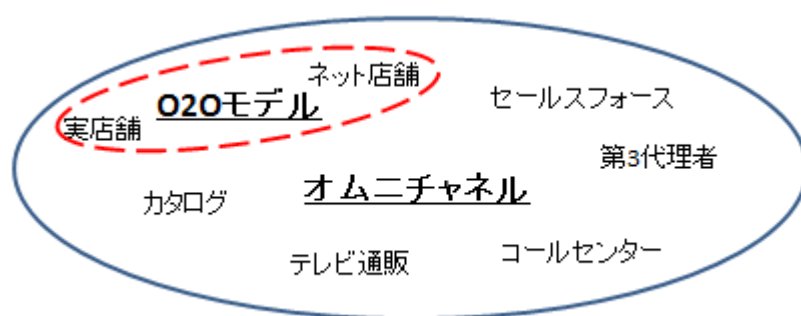 ネット店舗
O2Oモデル
実店舗
セールスフォース
第3代理者
カタログ
オムニチャネル
テレビ通販
コールセンター